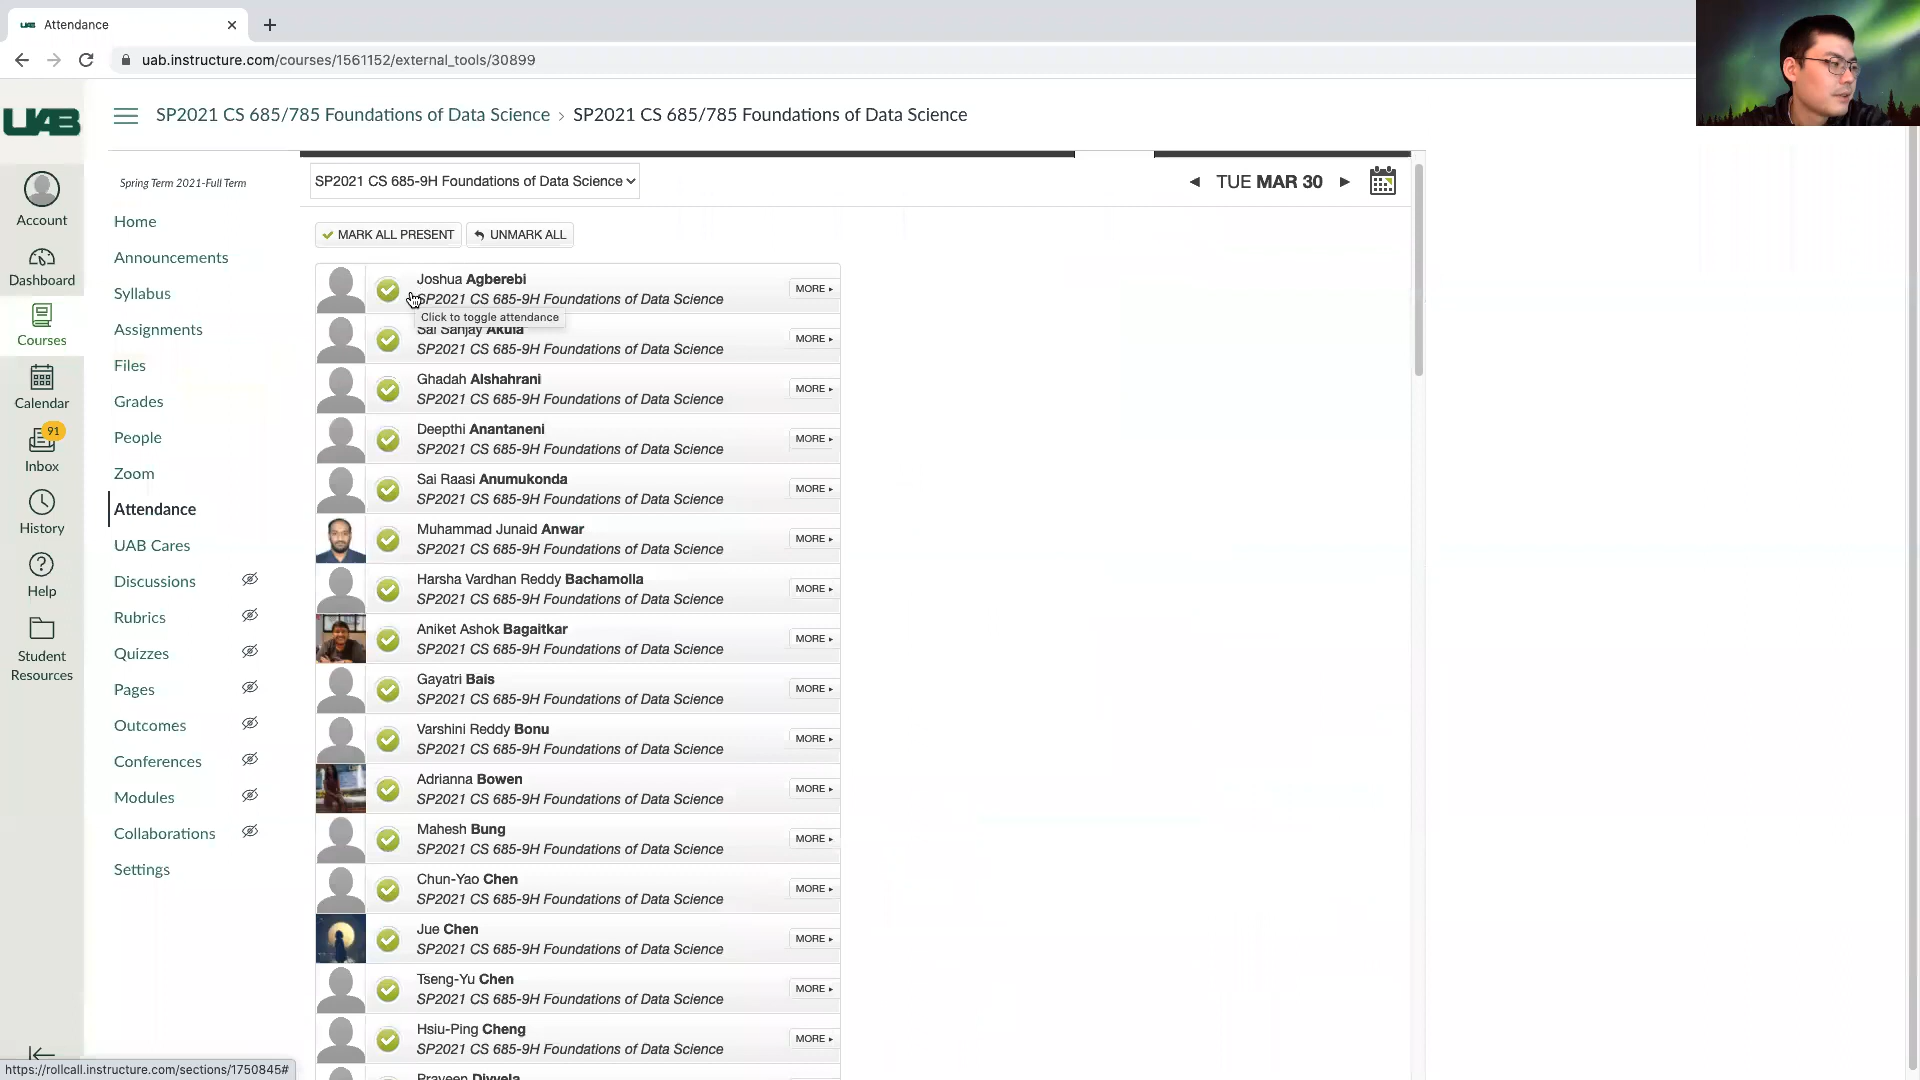 UAB Attendance
uab.instructure.com/courses/1561152/external_tools/30899
UAB
SP2021 CS 685/785 Foundations of Data Science › SP2021 CS 685/785 Foundations of Data Science
Account
Dashboard
Courses
Calendar
91
Inbox
History
Help
Student
Resources
Spring Term 2021-Full Term
Home
Announcements
Syllabus
Assignments
Files
Grades
People
Zoom
Attendance
UAB Cares
Discussions
Rubrics
Quizzes
Pages
Outcomes
Conferences
Modules
Collaborations
Settings
SP2021 CS 685-9H Foundations of Data Science
TUE MAR 30
MARK ALL PRESENT
UNMARK ALL
Joshua Agberebi
SP2021 CS 685-9H Foundations of Data Science
MORE
Click to toggle attendance
Sai Sanjay Akula
SP2021 CS 685-9H Foundations of Data Science
MORE
Ghadah Alshahrani
SP2021 CS 685-9H Foundations of Data Science
MORE
Deepthi Anantaneni
SP2021 CS 685-9H Foundations of Data Science
MORE
Sai Raasi Anumukonda
SP2021 CS 685-9H Foundations of Data Science
MORE
Muhammad Junaid Anwar
SP2021 CS 685-9H Foundations of Data Science
MORE
Harsha Vardhan Reddy Bachamolla
SP2021 CS 685-9H Foundations of Data Science
MORE
Aniket Ashok Bagaitkar
SP2021 CS 685-9H Foundations of Data Science
MORE
Gayatri Bais
SP2021 CS 685-9H Foundations of Data Science
MORE
Varshini Reddy Bonu
SP2021 CS 685-9H Foundations of Data Science
MORE
Adrianna Bowen
SP2021 CS 685-9H Foundations of Data Science
MORE
Mahesh Bung
SP2021 CS 685-9H Foundations of Data Science
MORE
Chun-Yao Chen
SP2021 CS 685-9H Foundations of Data Science
MORE
Jue Chen
SP2021 CS 685-9H Foundations of Data Science
MORE
Tseng-Yu Chen
SP2021 CS 685-9H Foundations of Data Science
MORE
Hsiu-Ping Cheng
SP2021 CS 685-9H Foundations of Data Science
MORE
Praveen Divvela
https://rollcall.instructure.com/sections/1750845#